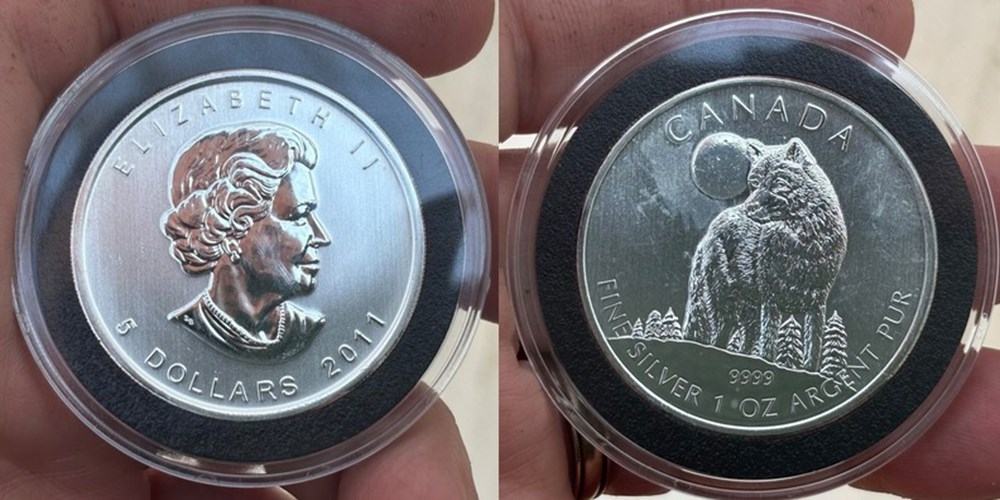 ELIZABETH II
5 DOLLARS 2011
CANADA
9999
FINE SILVER 1 OZ ARGENT PUR